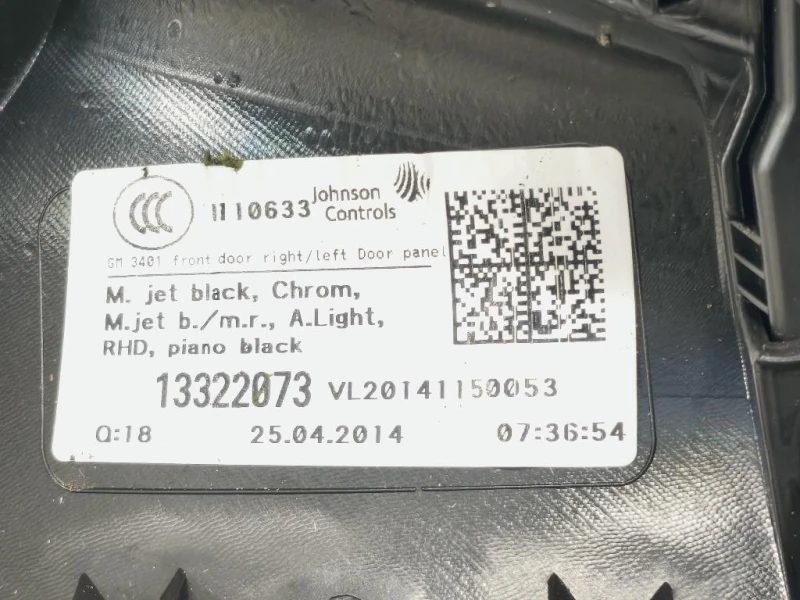 CCC I110633 Johnson Controls
GM 3401 front door right/left Door panel
M. jet black, Chrom,
M.jet b./m.r., A.Light,
RHD, piano black
13322073 VL20141150053
Q:18 25.04.2014 07:36:54